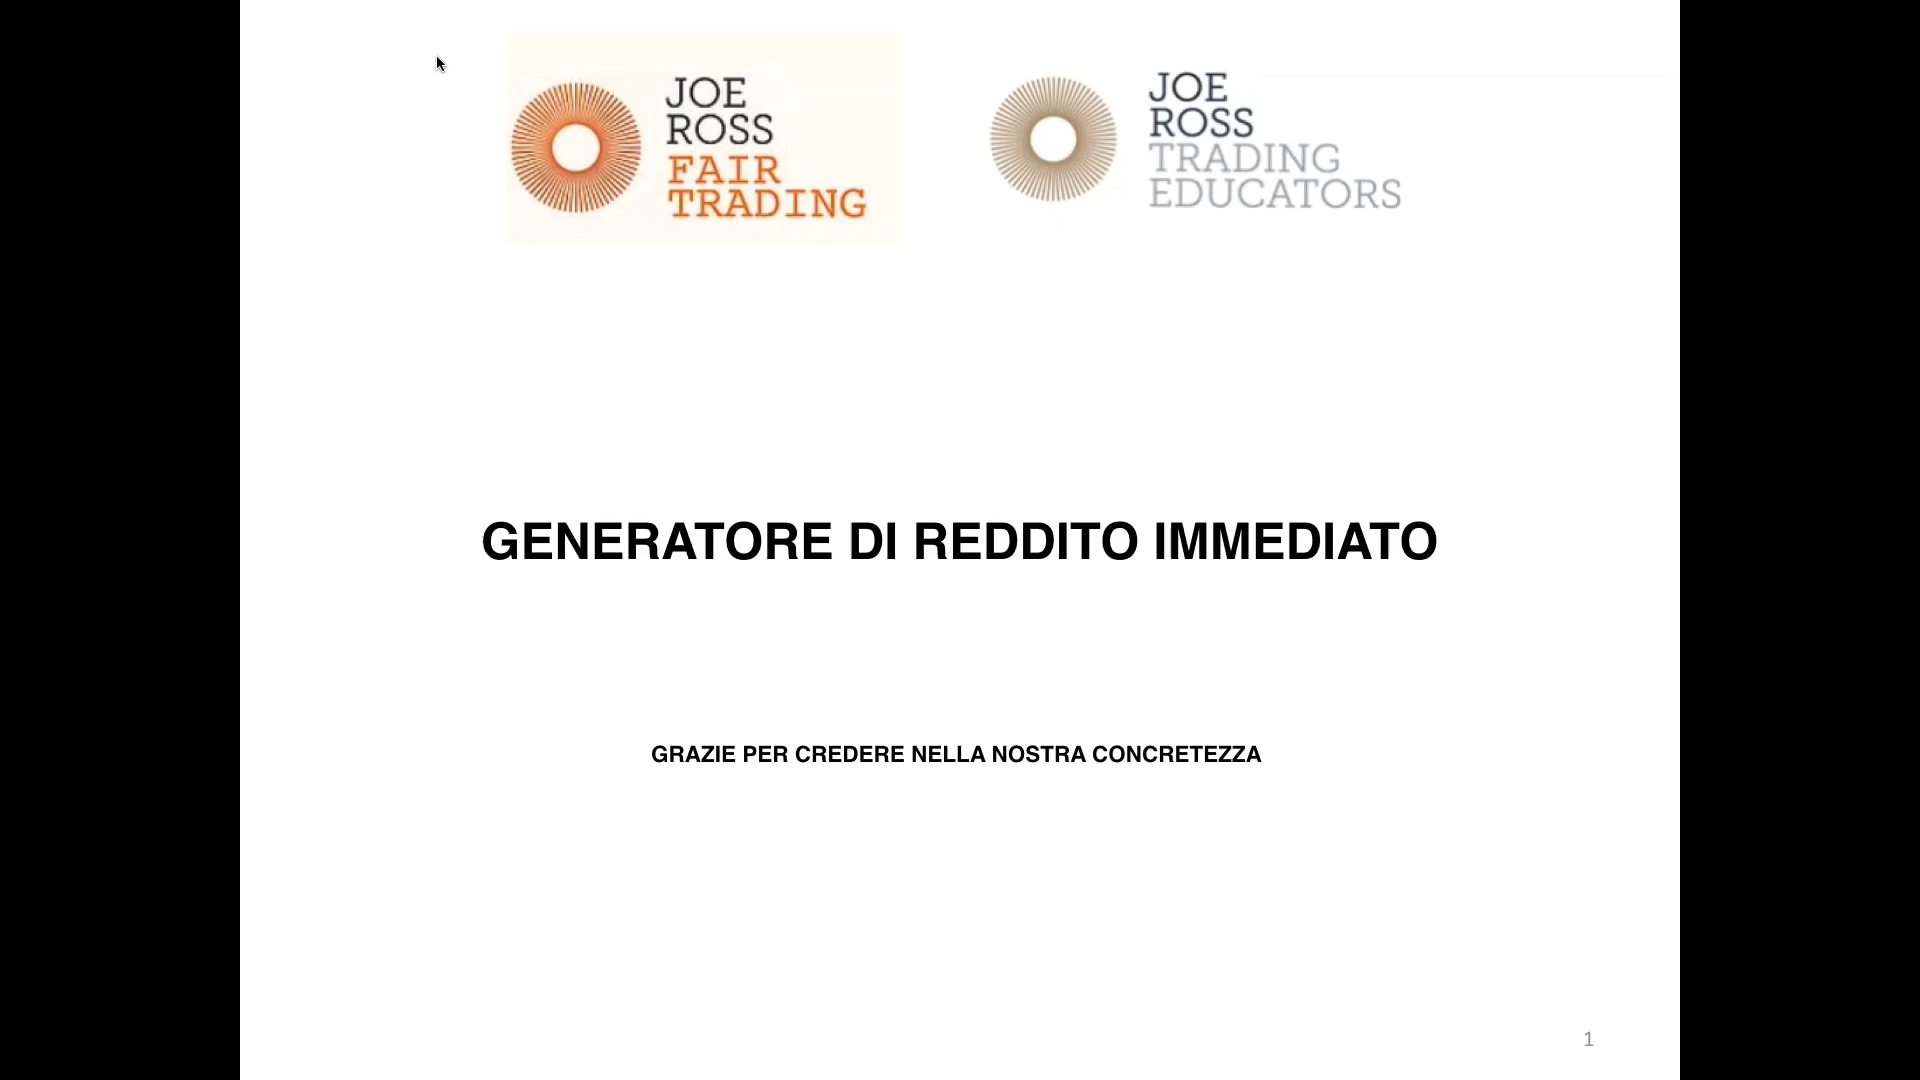 JOE
ROSS
FAIR
TRADING
JOE
ROSS
TRADING
EDUCATORS
GENERATORE DI REDDITO IMMEDIATO
GRAZIE PER CREDERE NELLA NOSTRA CONCRETEZZA
1